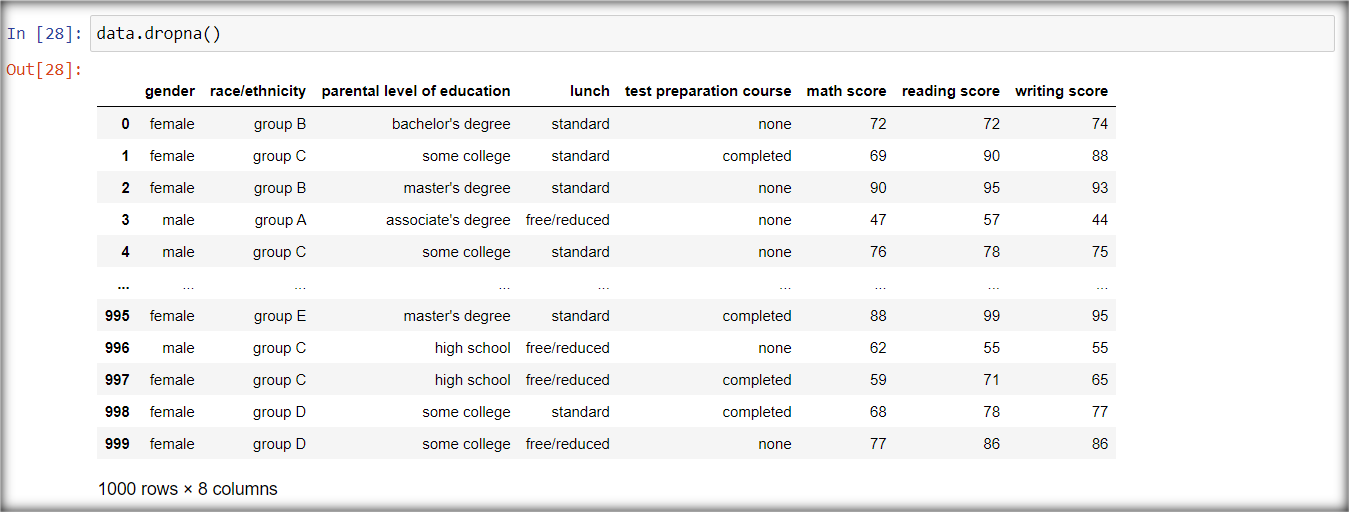 In [28]: data.dropna()
Out[28]:
gender race/ethnicity parental level of education lunch test preparation course math score reading score writing score
0 female group B bachelor's degree standard none 72 72 74
1 female group C some college standard completed 69 90 88
2 female group B master's degree standard none 90 95 93
3 male group A associate's degree free/reduced none 47 57 44
4 male group C some college standard none 76 78 75
... ... ... ... ... ... ... ... ...
995 female group E master's degree standard completed 88 99 95
996 male group C high school free/reduced none 62 55 55
997 female group C high school free/reduced completed 59 71 65
998 female group D some college standard completed 68 78 77
999 female group D some college free/reduced none 77 86 86
1000 rows × 8 columns